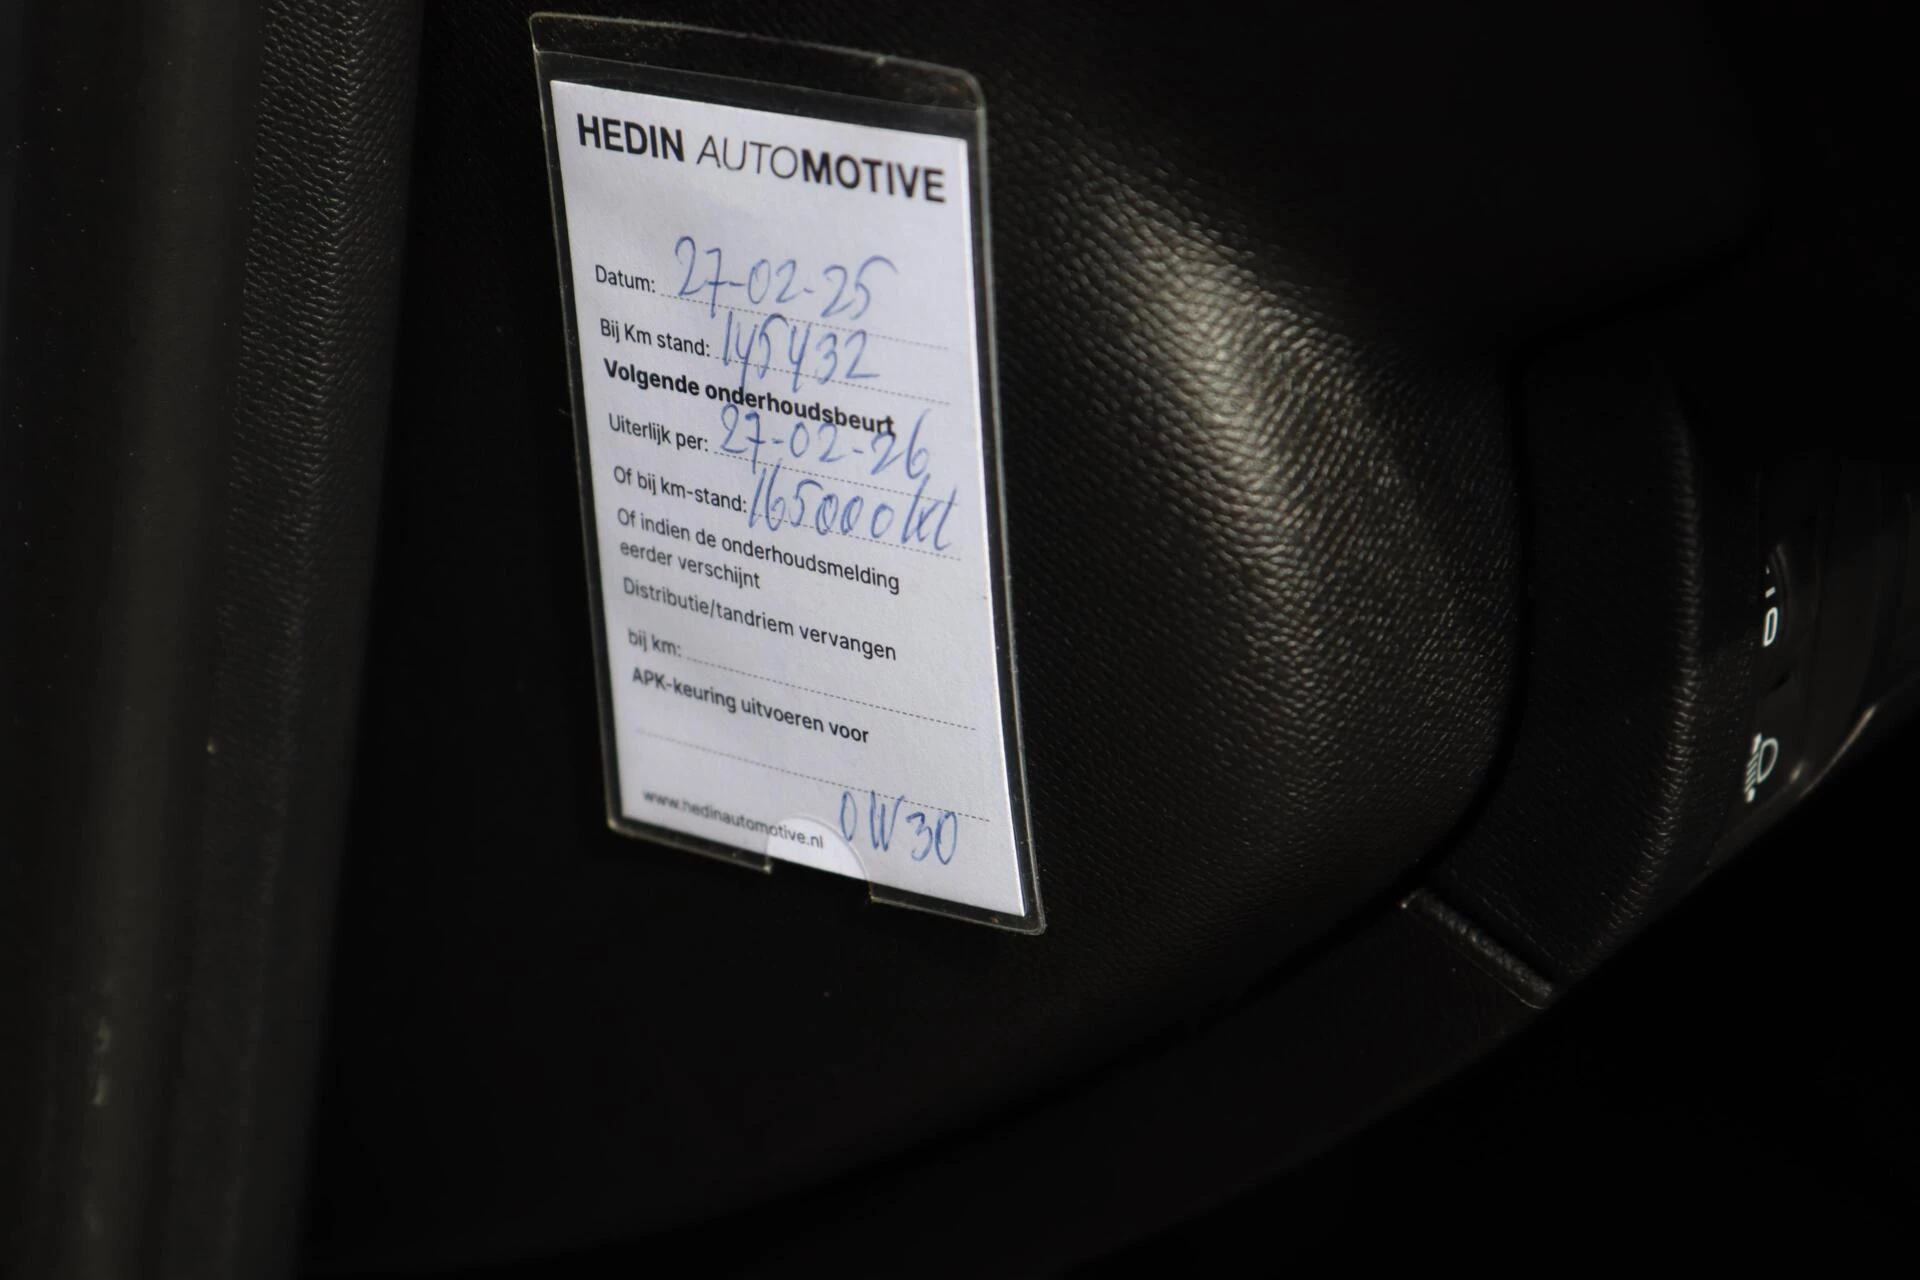 HEDIN AUTOMOTIVE
Datum: 27-02-25
Bij Km stand: 145432
Volgende onderhoudsbeurt
Uiterlijk per: 27-02-26
Of bij km-stand: 165000
Of indien de onderhoudsmelding
eerder verschijnt
Distributie/tandriem vervangen
bij km:
APK-keuring uitvoeren voor
www.hedinautomotive.nl
0W30